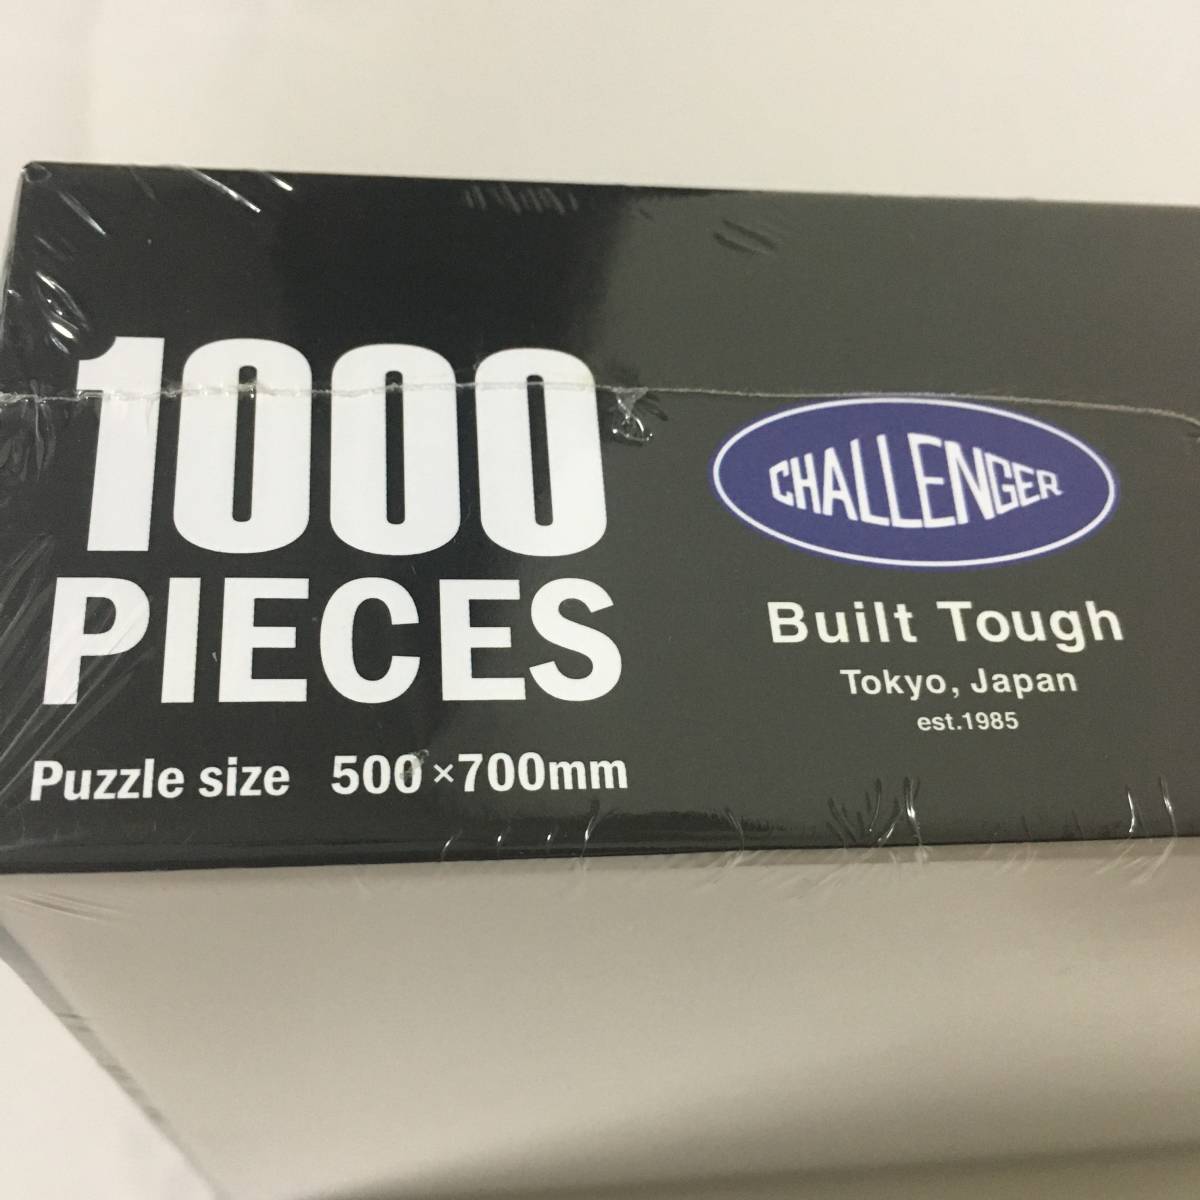 1000
PIECES
Puzzle size 500×700mm
CHALLENGER
Built Tough
Tokyo, Japan
est.1985